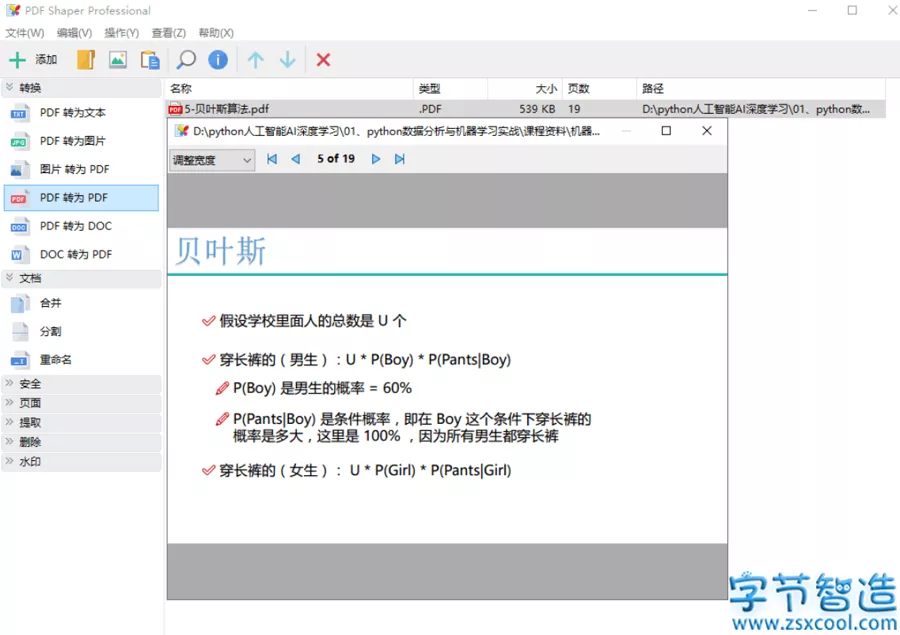 PDF Shaper Professional
文件(W) 编辑(V) 操作(Y) 查看(Z) 帮助(X)
添加
转换
PDF 转为文本
PDF 转为图片
图片 转为 PDF
PDF 转为 PDF
PDF 转为 DOC
DOC 转为 PDF
文档
合并
分割
重命名
安全
页面
提取
删除
水印
名称 类型 大小 页数 路径
5-贝叶斯算法.pdf .PDF 539 KB 19 D:\python人工智能AI深度学习\01、python数...
D:\python人工智能AI深度学习\01、python数据分析与机器学习实战\课程资料\机器...
调整宽度 5 of 19
贝叶斯
假设学校里面人的总数是 U 个
穿长裤的（男生）：U * P(Boy) * P(Pants|Boy)
P(Boy) 是男生的概率 = 60%
P(Pants|Boy) 是条件概率，即在 Boy 这个条件下穿长裤的
概率是多大，这里是 100% ，因为所有男生都穿长裤
穿长裤的（女生）： U * P(Girl) * P(Pants|Girl)
字节智造
www.zsxcool.com